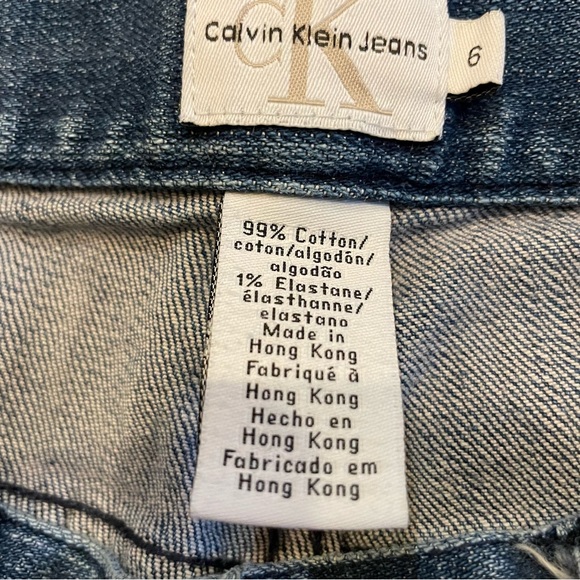 cK
Calvin Klein Jeans
6
99% Cotton/
coton/algodón/
algodão
1% Elastane/
élasthanne/
elastano
Made in
Hong Kong
Fabriqué à
Hong Kong
Hecho en
Hong Kong
Fabricado em
Hong Kong